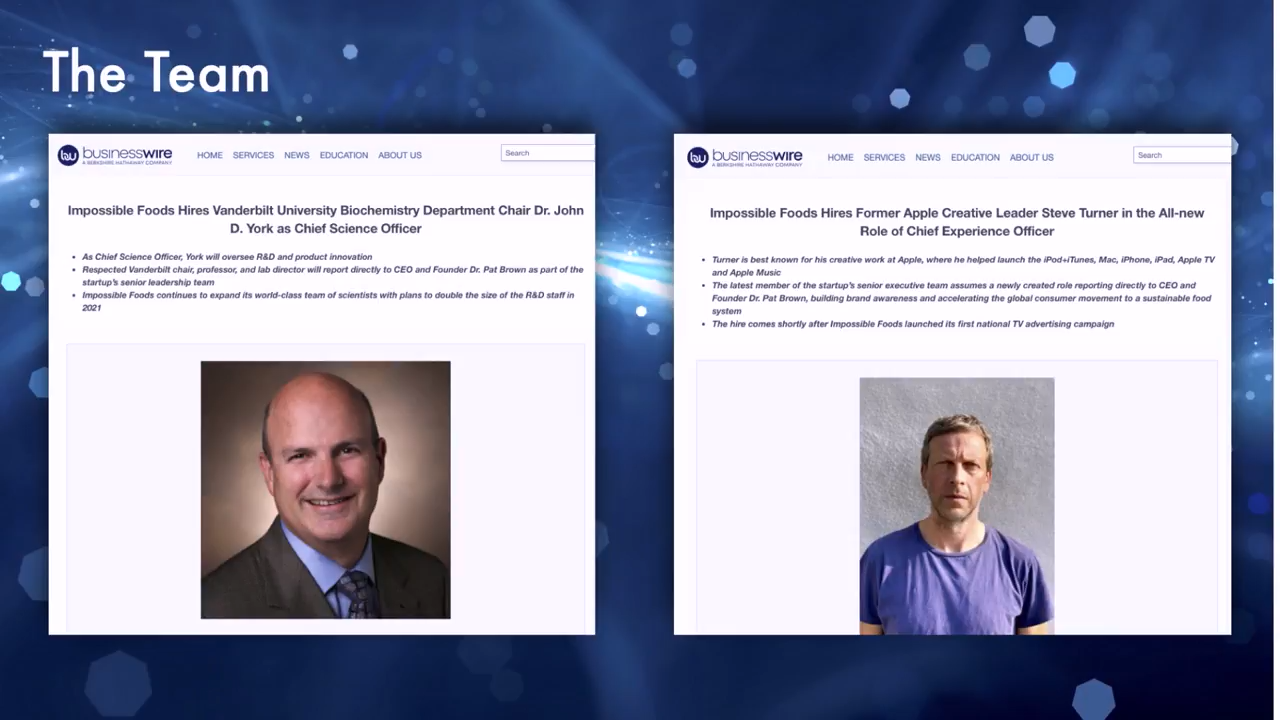 The Team
businesswire
A BERKSHIRE HATHAWAY COMPANY
HOME SERVICES NEWS EDUCATION ABOUT US
Search
Impossible Foods Hires Vanderbilt University Biochemistry Department Chair Dr. John
D. York as Chief Science Officer
• As Chief Science Officer, York will oversee R&D and product innovation
• Respected Vanderbilt chair, professor, and lab director will report directly to CEO and Founder Dr. Pat Brown as part of the
startup's senior leadership team
• Impossible Foods continues to expand its world-class team of scientists with plans to double the size of the R&D staff in
2021
businesswire
A BERKSHIRE HATHAWAY COMPANY
HOME SERVICES NEWS EDUCATION ABOUT US
Search
Impossible Foods Hires Former Apple Creative Leader Steve Turner in the All-new
Role of Chief Experience Officer
• Turner is best known for his creative work at Apple, where he helped launch the iPod+iTunes, Mac, iPhone, iPad, Apple TV
and Apple Music
• The latest member of the startup's senior executive team assumes a newly created role reporting directly to CEO and
Founder Dr. Pat Brown, building brand awareness and accelerating the global consumer movement to a sustainable food
system
• The hire comes shortly after Impossible Foods launched its first national TV advertising campaign